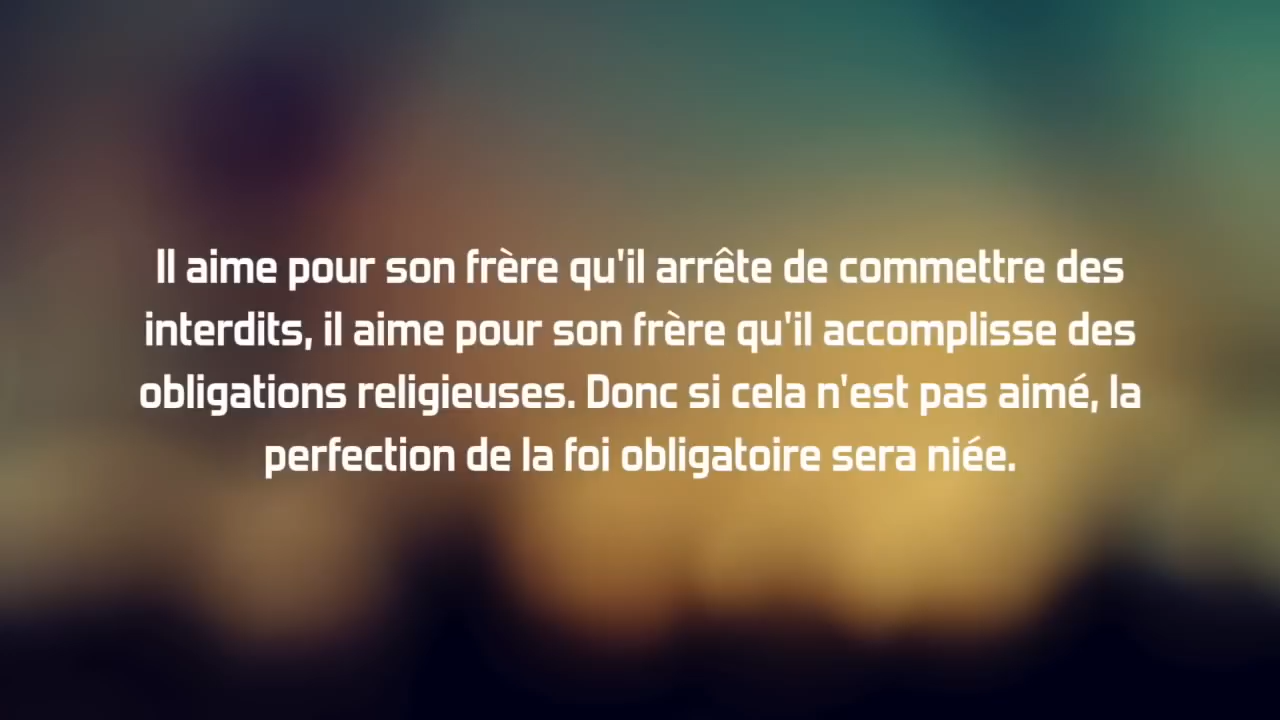 Il aime pour son frère qu'il arrête de commettre des
interdits, il aime pour son frère qu'il accomplisse des
obligations religieuses. Donc si cela n'est pas aimé, la
perfection de la foi obligatoire sera niée.